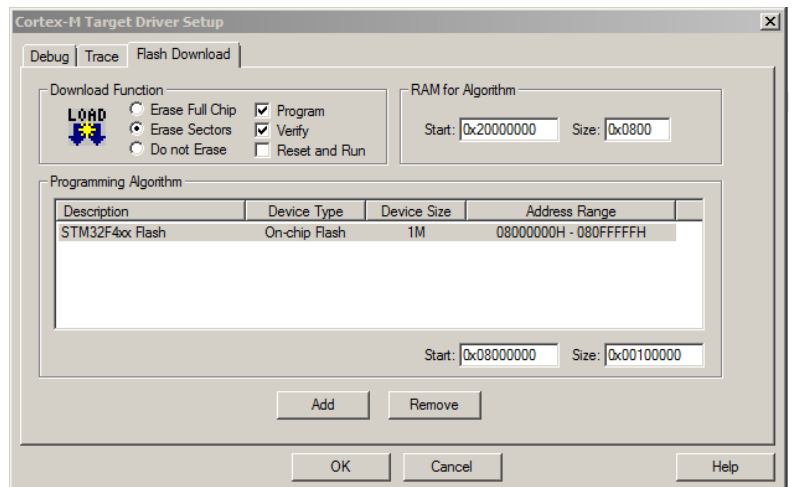 Cortex-M Target Driver Setup
Debug Trace Flash Download
Download Function
LOAD
Erase Full Chip Program
Erase Sectors Verify
Do not Erase Reset and Run
RAM for Algorithm
Start: 0x20000000 Size: 0x0800
Programming Algorithm
Description Device Type Device Size Address Range
STM32F4xx Flash On-chip Flash 1M 08000000H - 080FFFFFH
Start: 0x08000000 Size: 0x00100000
Add Remove
OK Cancel Help